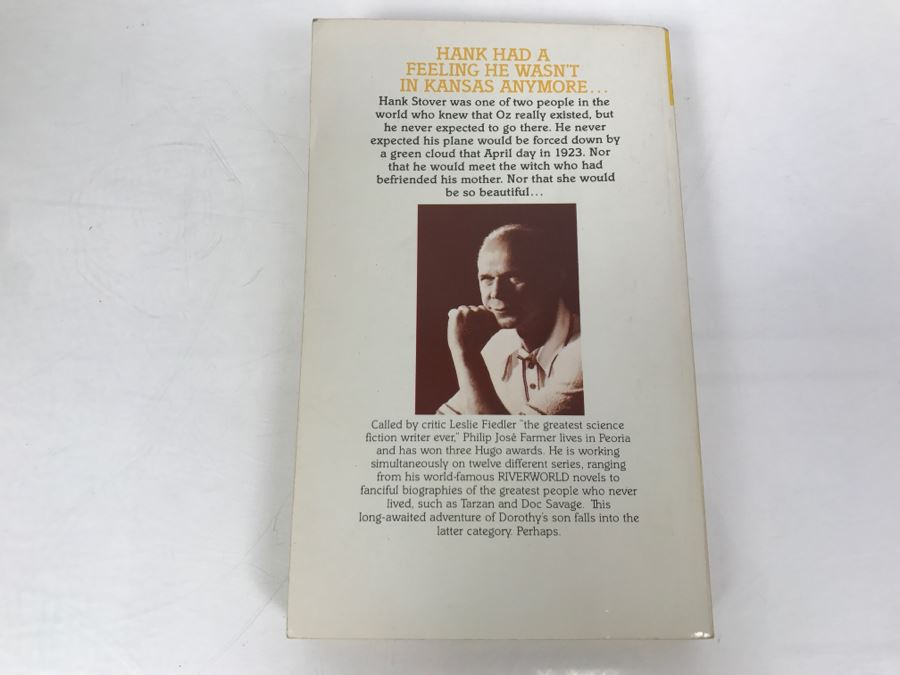 HANK HAD A
FEELING HE WASN'T
IN KANSAS ANYMORE...
Hank Stover was one of two people in the
world who knew that Oz really existed, but
he never expected to go there. He never
expected his plane would be forced down by
a green cloud that April day in 1923. Nor
that he would meet the witch who had
befriended his mother. Nor that she would
be so beautiful...
Called by critic Leslie Fiedler "the greatest science
fiction writer ever," Philip José Farmer lives in Peoria
and has won three Hugo awards. He is working
simultaneously on twelve different series, ranging
from his world-famous RIVERWORLD novels to
fanciful biographies of the greatest people who never
lived, such as Tarzan and Doc Savage. This
long-awaited adventure of Dorothy's son falls into the
latter category. Perhaps.